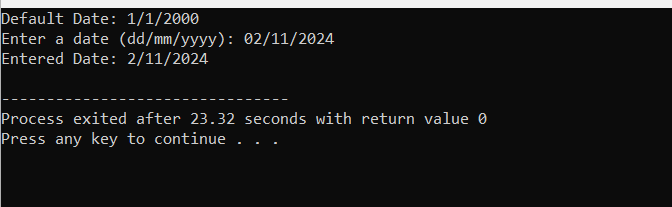 Default Date: 1/1/2000
Enter a date (dd/mm/yyyy): 02/11/2024
Entered Date: 2/11/2024
--------------------------------
Process exited after 23.32 seconds with return value 0
Press any key to continue . . .